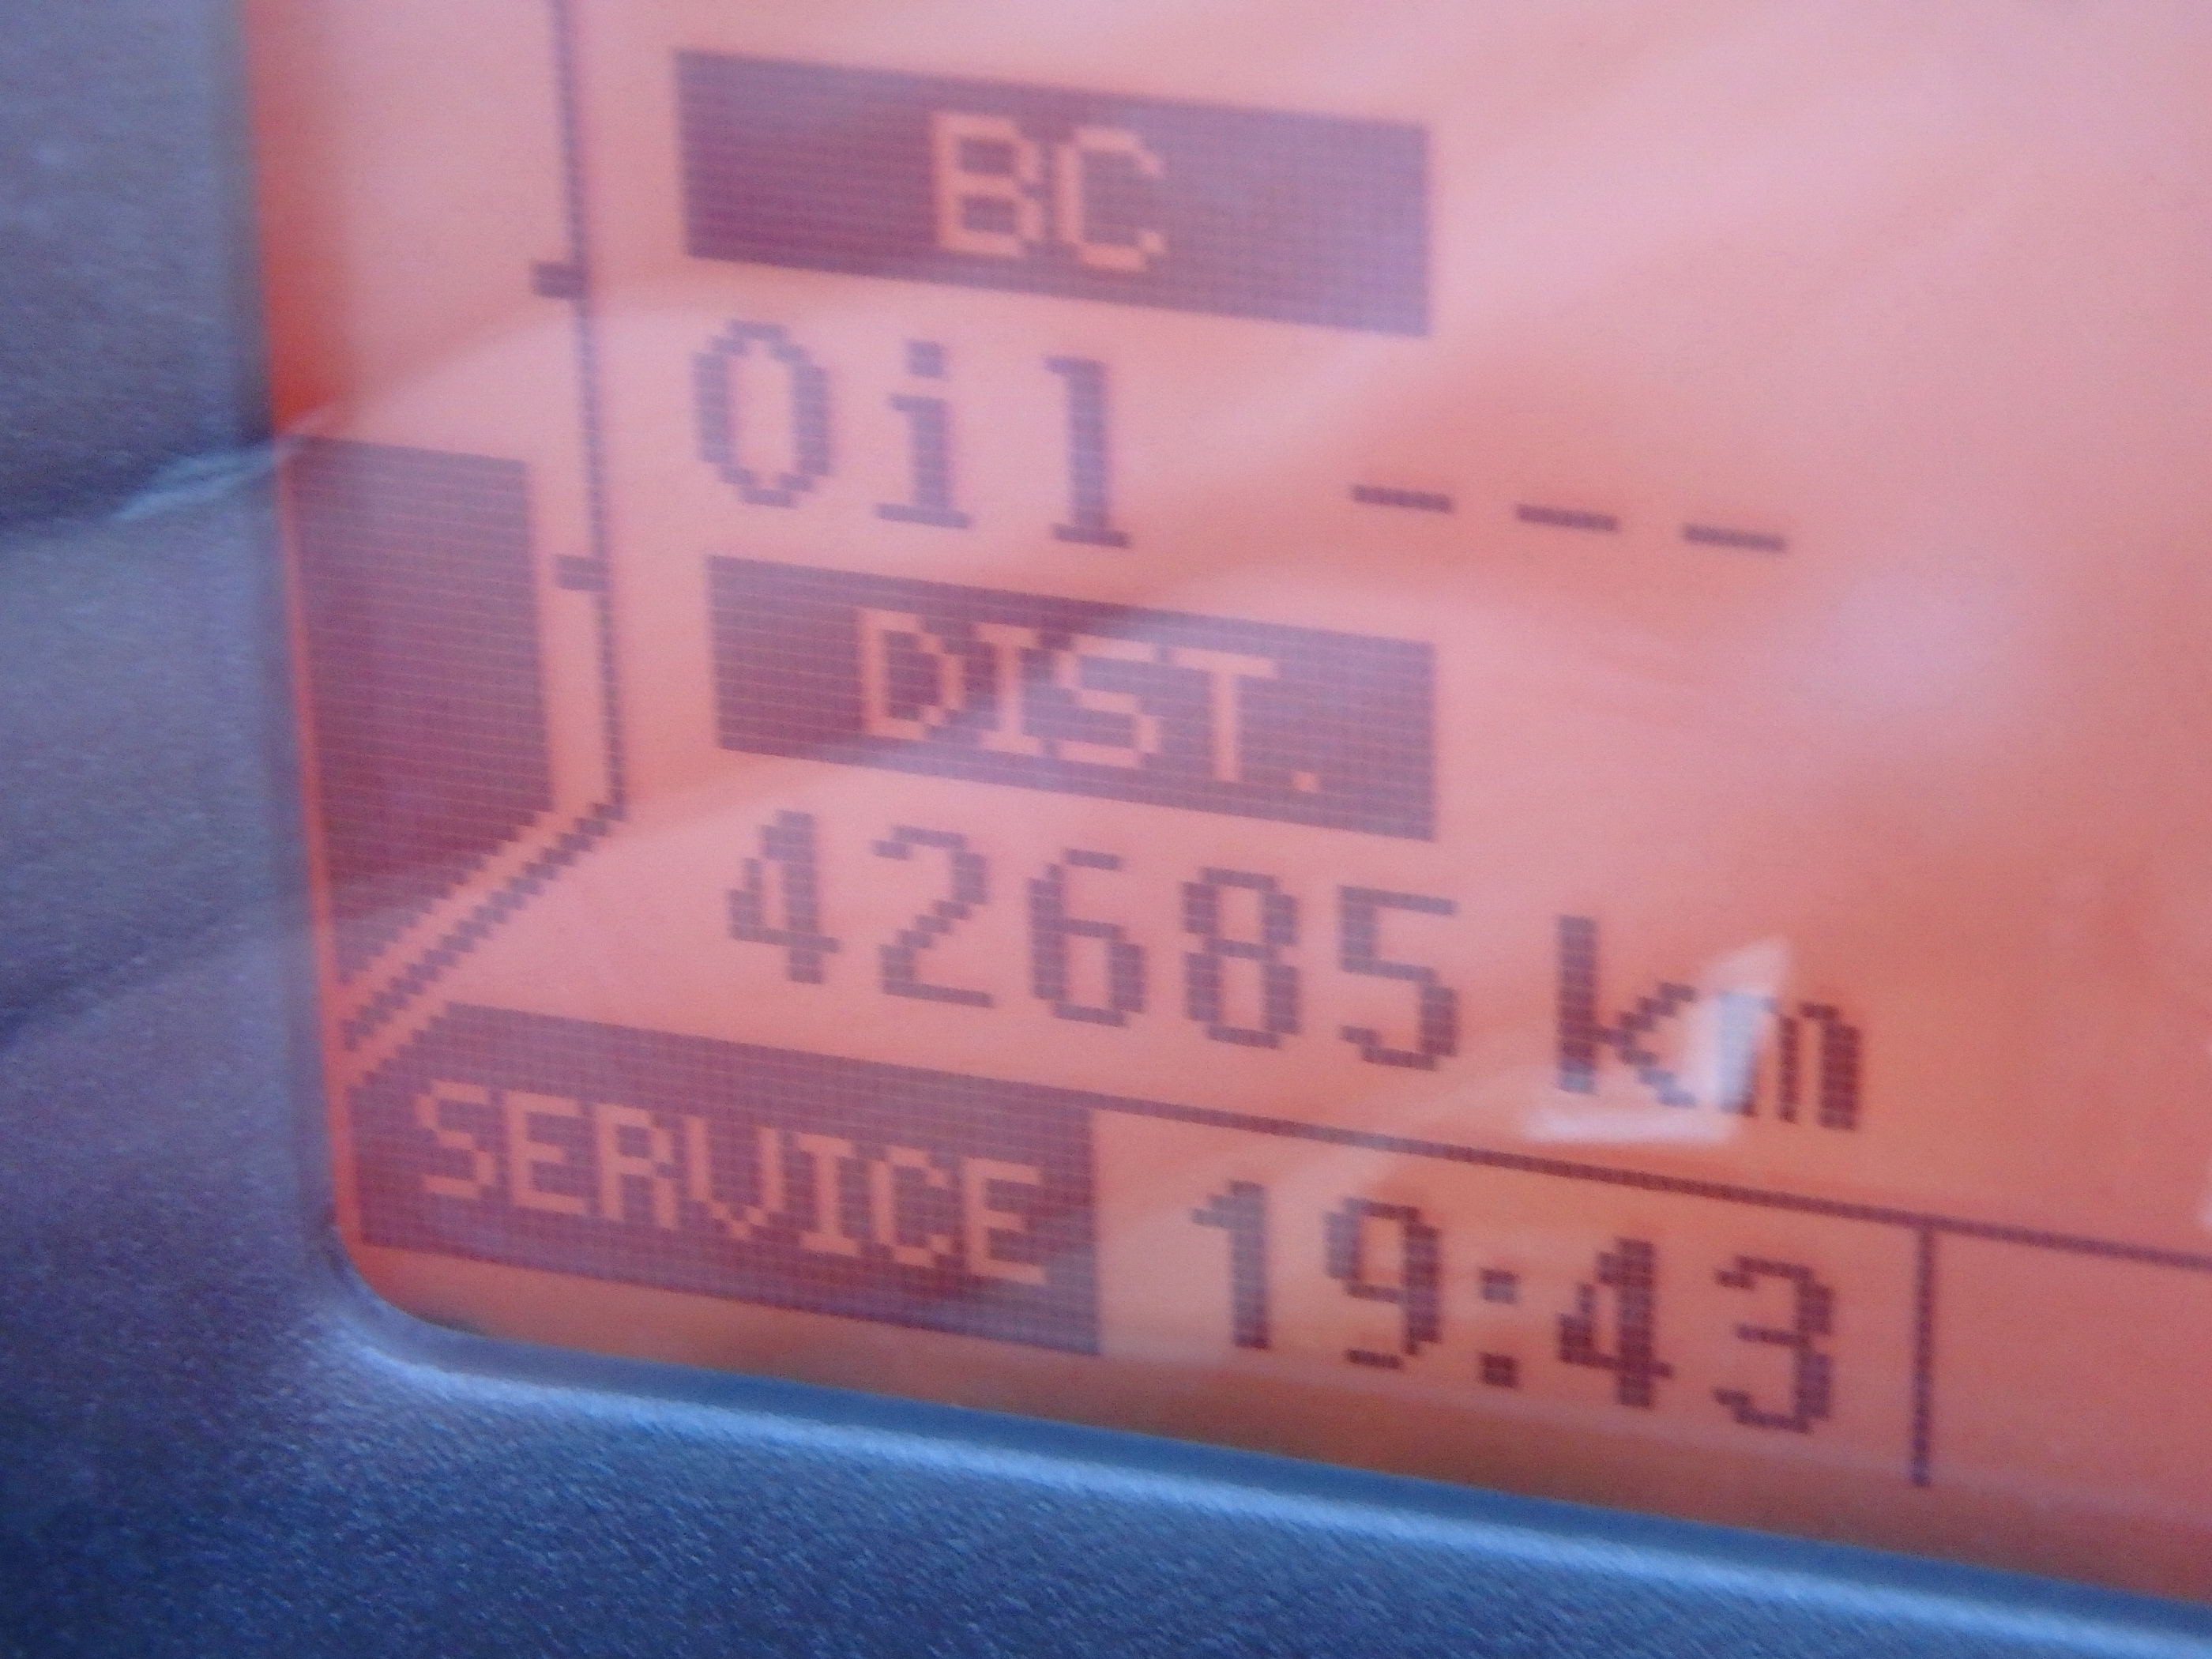 BC
Oil ---
DIST.
42685 km
SERVICE 19:43